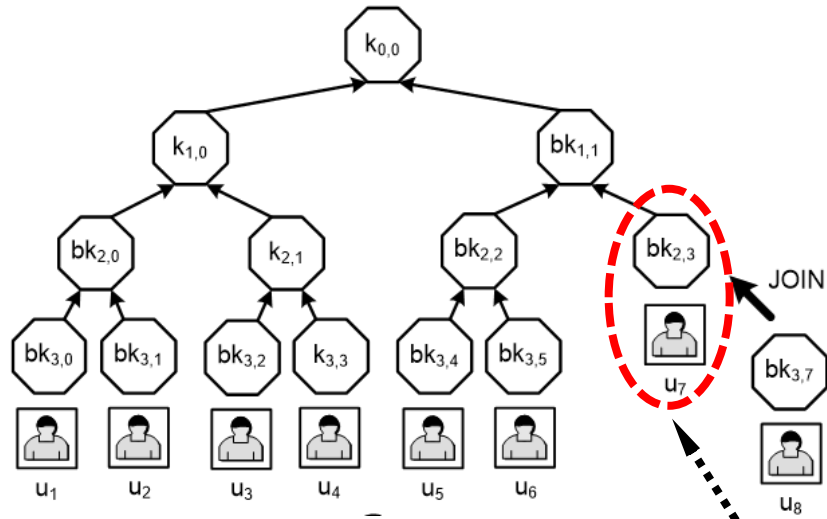 k0,0
k1,0
bk1,1
bk2,0
k2,1
bk2,2
bk2,3
JOIN
bk3,0
bk3,1
bk3,2
k3,3
bk3,4
bk3,5
bk3,7
u1
u2
u3
u4
u5
u6
u7
u8